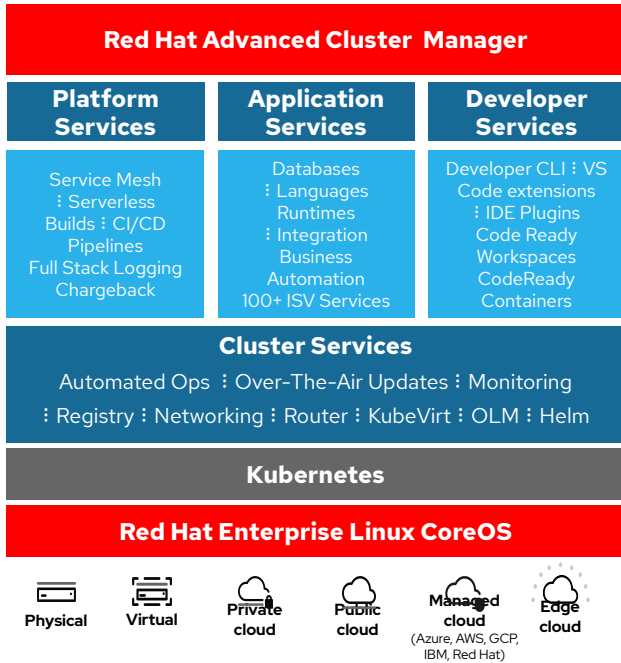 Red Hat Advanced Cluster Manager
Platform
Services
Application
Services
Developer
Services
Service Mesh
⋮ Serverless
Builds ⋮ CI/CD
Pipelines
Full Stack Logging
Chargeback
Databases
⋮ Languages
Runtimes
⋮ Integration
Business
Automation
100+ ISV Services
Developer CLI ⋮ VS
Code extensions
⋮ IDE Plugins
Code Ready
Workspaces
CodeReady
Containers
Cluster Services
Automated Ops ⋮ Over-The-Air Updates ⋮ Monitoring
⋮ Registry ⋮ Networking ⋮ Router ⋮ KubeVirt ⋮ OLM ⋮ Helm
Kubernetes
Red Hat Enterprise Linux CoreOS
Physical
Virtual
Private
cloud
Public
cloud
Managed
cloud
(Azure, AWS, GCP,
IBM, Red Hat)
Edge
cloud